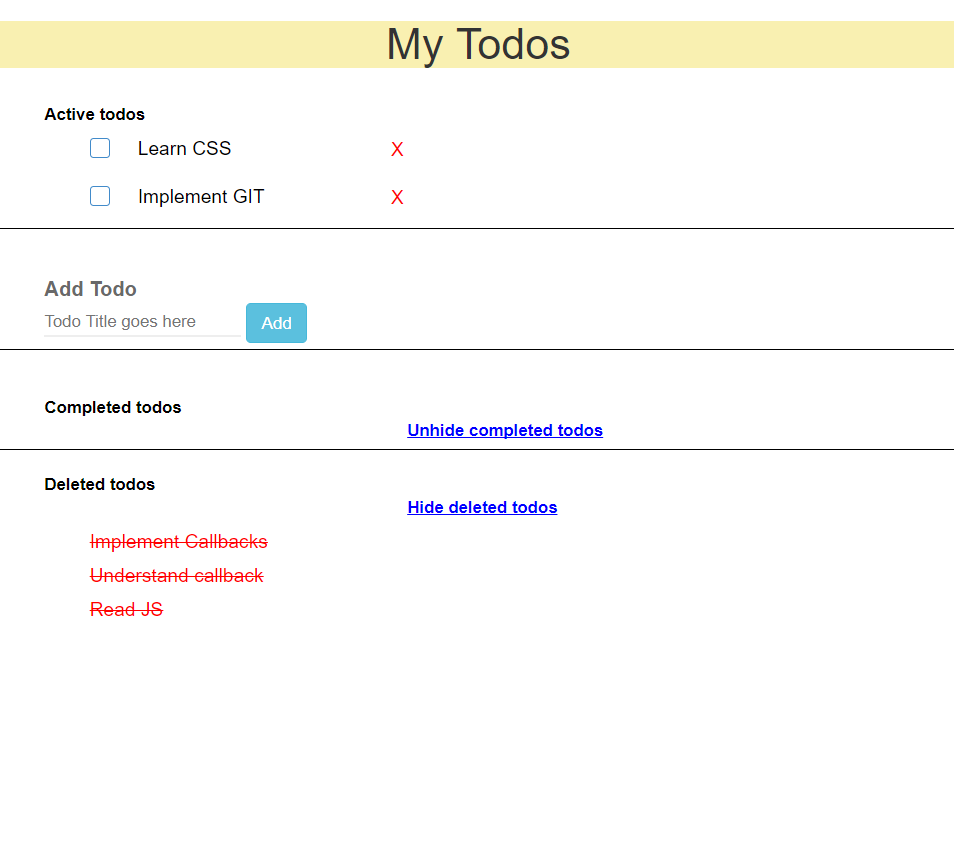 My Todos
Active todos
Learn CSS X
Implement GIT X
Add Todo
Todo Title goes here Add
Completed todos
Unhide completed todos
Deleted todos
Hide deleted todos
Implement Callbacks
Understand callback
Read JS